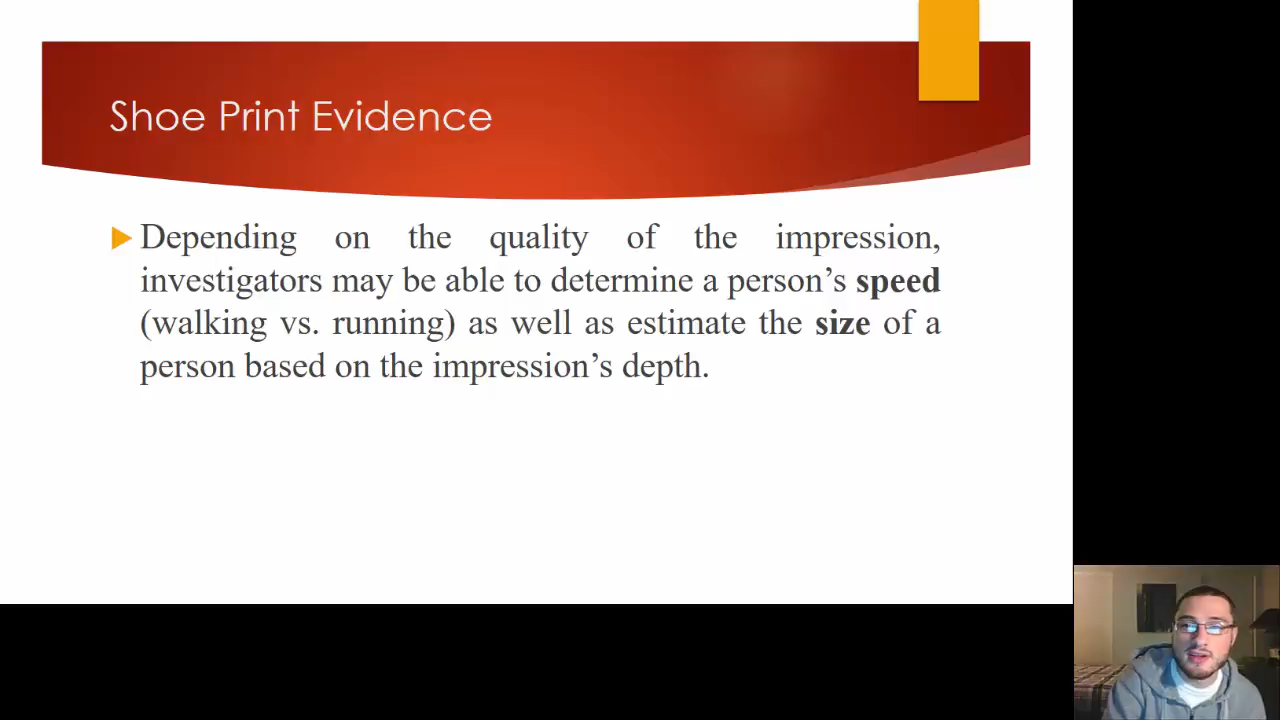 Shoe Print Evidence
Depending on the quality of the impression,
investigators may be able to determine a person’s speed
(walking vs. running) as well as estimate the size of a
person based on the impression’s depth.